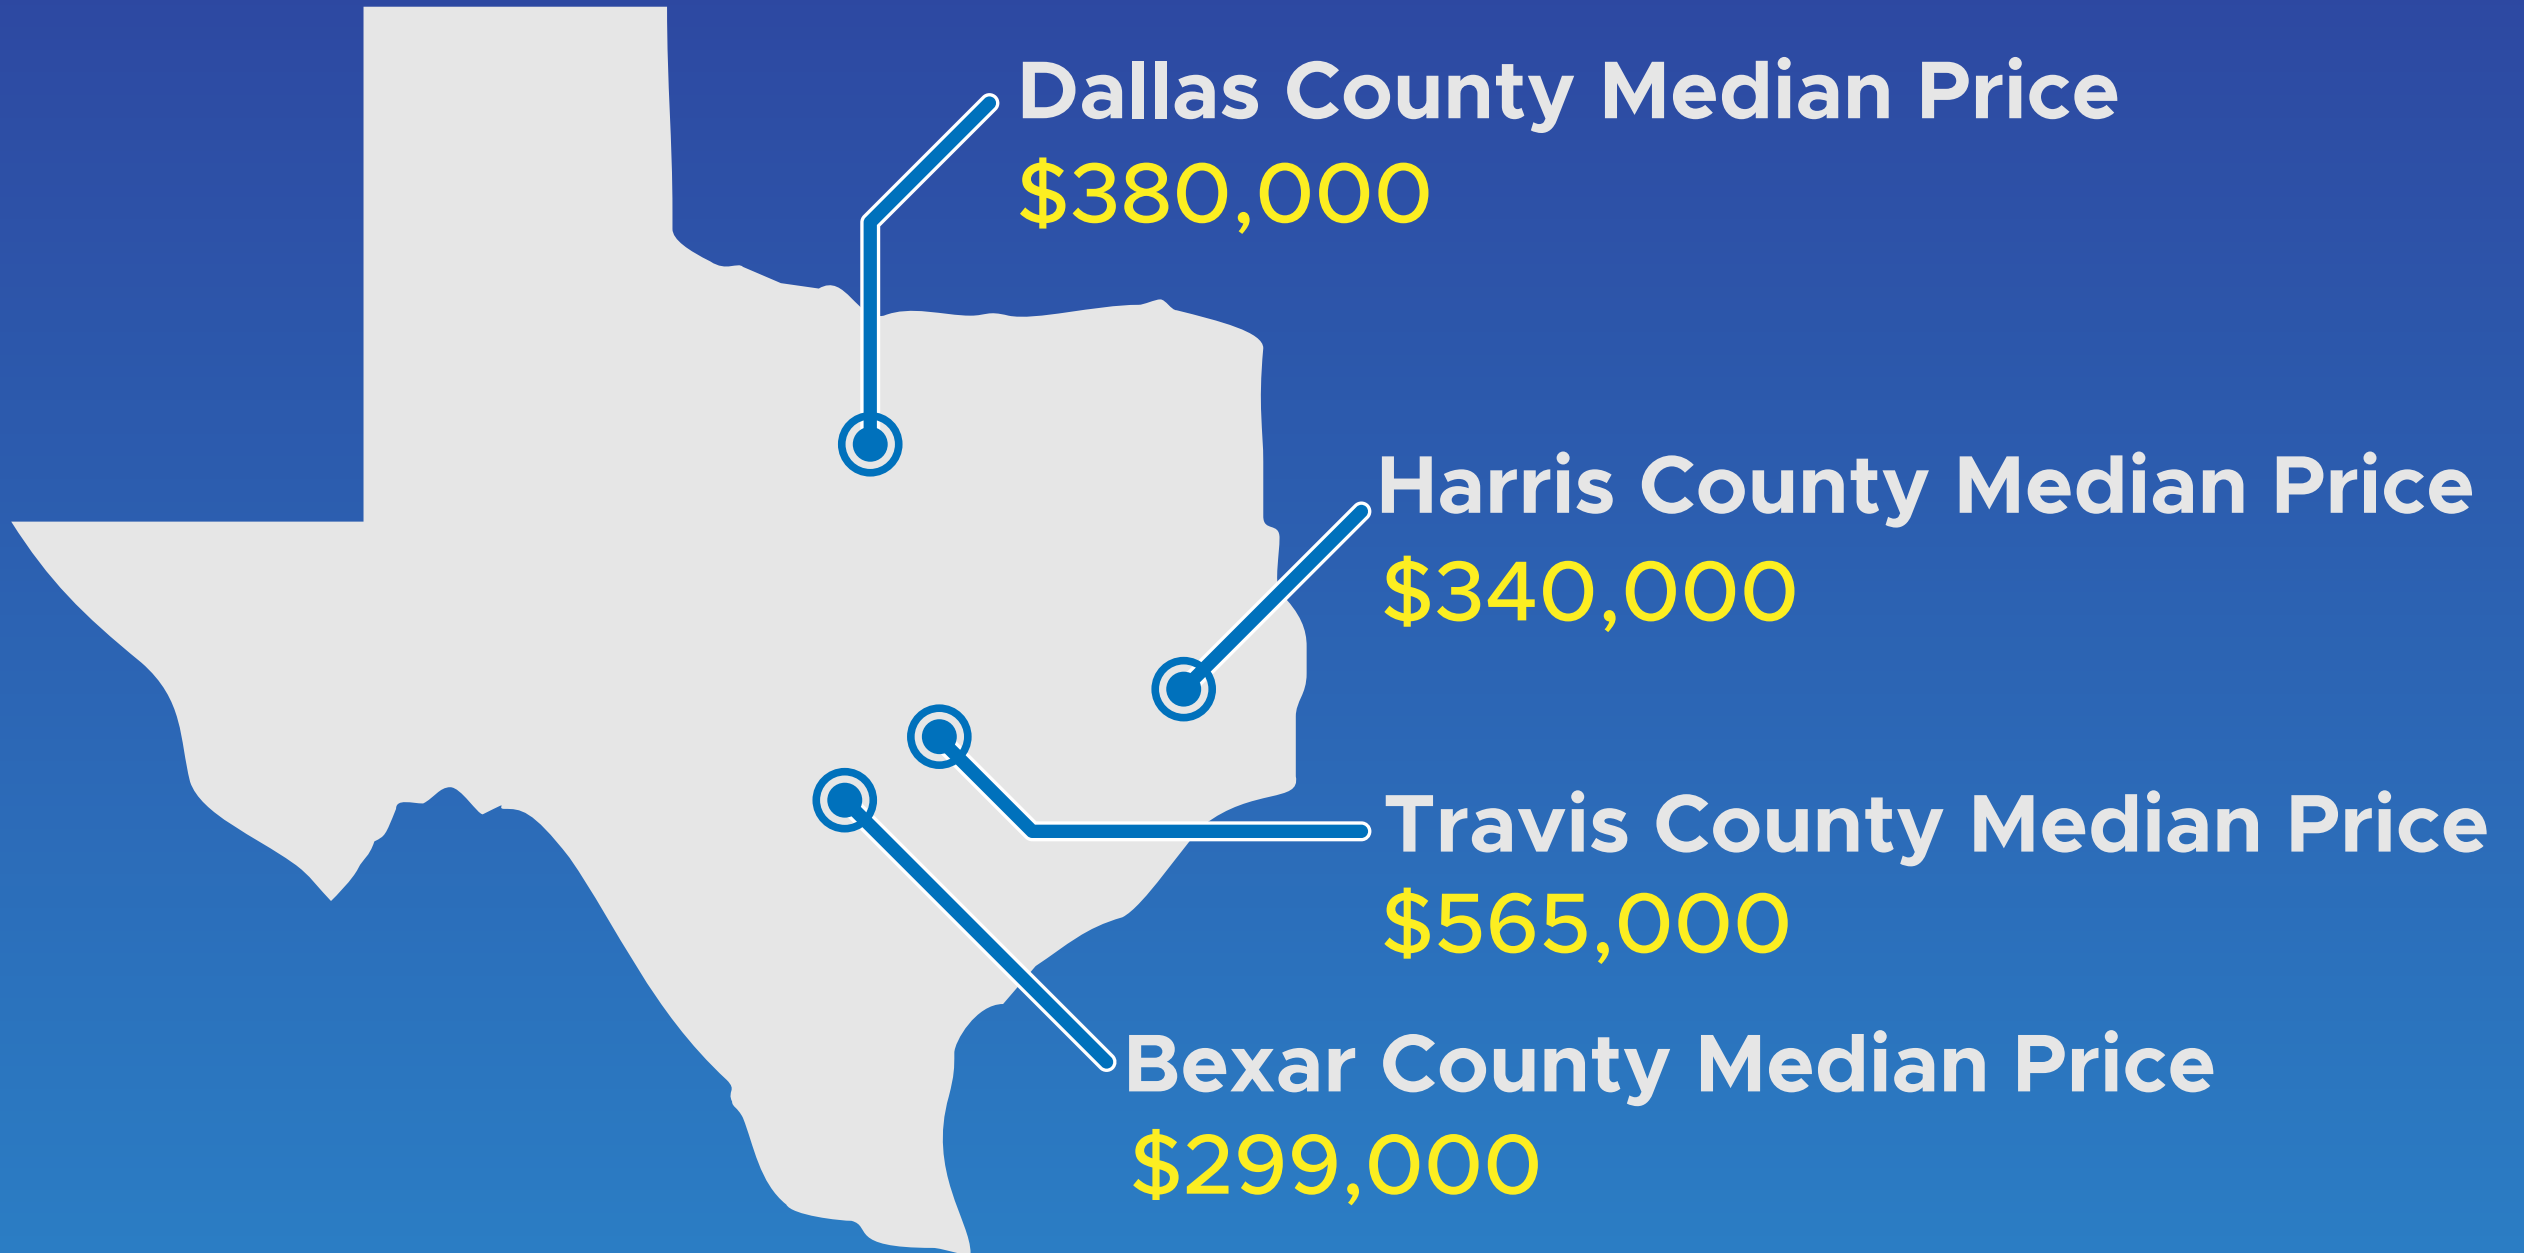 Dallas County Median Price
$380,000
Harris County Median Price
$340,000
Travis County Median Price
$565,000
Bexar County Median Price
$299,000